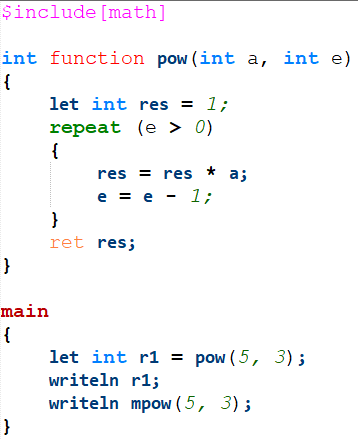 $include[math]
int function pow(int a, int e)
{
let int res = 1;
repeat (e > 0)
{
res = res * a;
e = e - 1;
}
ret res;
}
main
{
let int r1 = pow(5, 3);
writeln r1;
writeln mpow(5, 3);
}